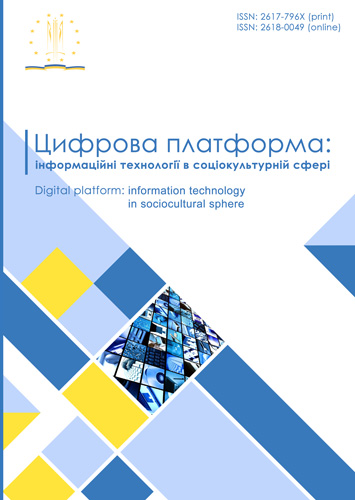 ISSN: 2617-796X (print)
ISSN: 2618-0049 (online)
Цифрова платформа:
інформаційні технології в соціокультурній сфері
Digital platform: information technology
in sociocultural sphere